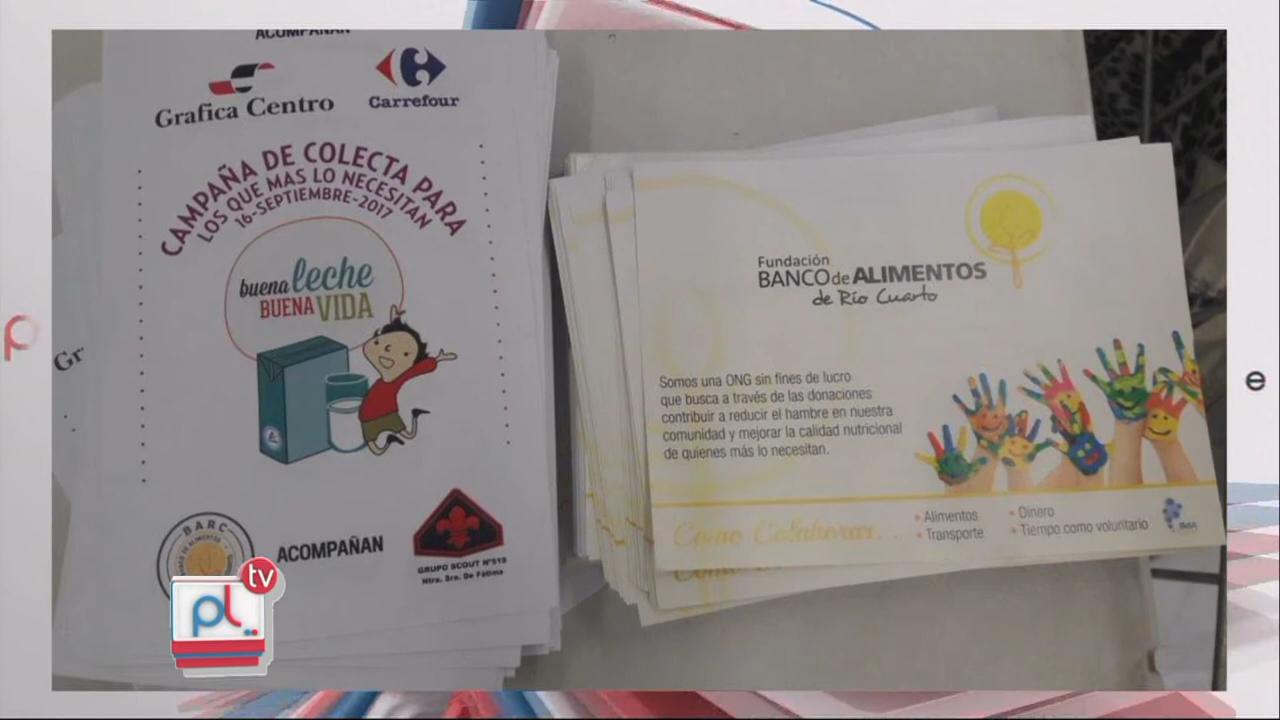 ACOMPAÑAN
Grafica Centro
Carrefour
CAMPAÑA DE COLECTA PARA
LOS QUE MAS LO NECESITAN
16-SEPTIEMBRE-2017
buena leche
BUENA VIDA
BARC
ACOMPAÑAN
GRUPO SCOUT N°519
Ntra. Sra. De Fátima
Gr
Fundación
BANCO de ALIMENTOS
de Río Cuarto
Somos una ONG sin fines de lucro
que busca a través de las donaciones
contribuir a reducir el hambre en nuestra
comunidad y mejorar la calidad nutricional
de quienes más lo necesitan.
Como Colaborar...
• Alimentos
• Transporte
• Dinero
• Tiempo como voluntario
pl
tv
p
e